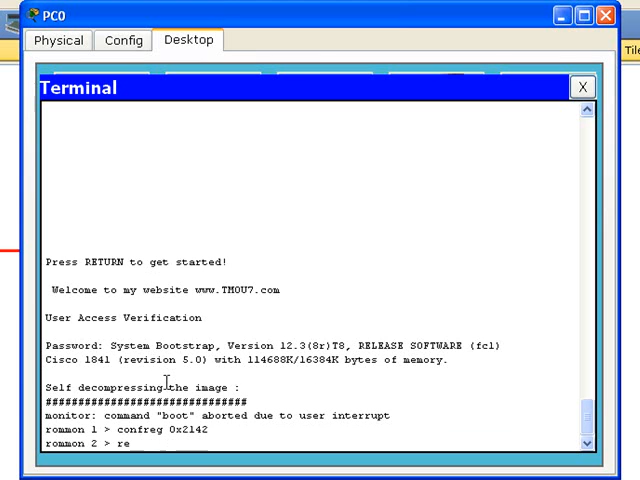 PC0
Physical
Config
Desktop
Tile
Terminal
X
Press RETURN to get started!
Welcome to my website www.TMOU7.com
User Access Verification
Password: System Bootstrap, Version 12.3(8r)T8, RELEASE SOFTWARE (fc1)
Cisco 1841 (revision 5.0) with 114688K/16384K bytes of memory.
Self decompressing the image :
###############################
monitor: command "boot" aborted due to user interrupt
rommon 1 > confreg 0x2142
rommon 2 > re